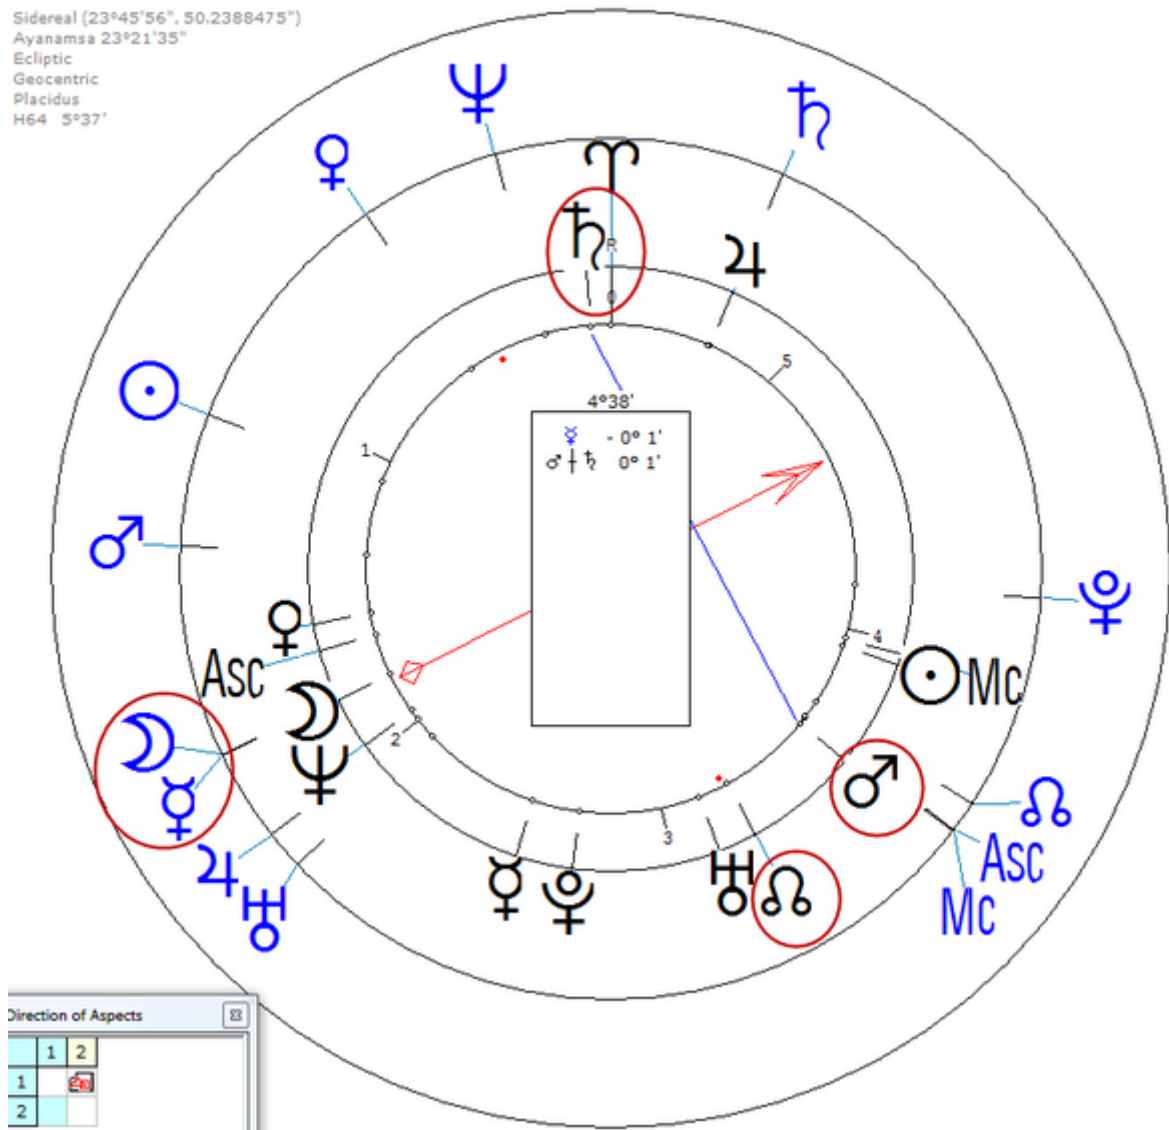 Sidereal (23°45'56", 50.2388475")
Ayanamsa 23°21'35"
Ecliptic
Geocentric
Placidus
H64 5°37'
♆
♄
♀
♈
♄
R
♃
0
5
☉
4°38'
☿ - 0° 1'
♂┼♄ 0° 1'
1
♂
♀
♇
4
Asc
☉ Mc
☽
☽
2
♆
♂
☿
3
☊
♃
Asc
☿
♇
♅
☊
♅
Mc
Direction of Aspects
1 2
1
2